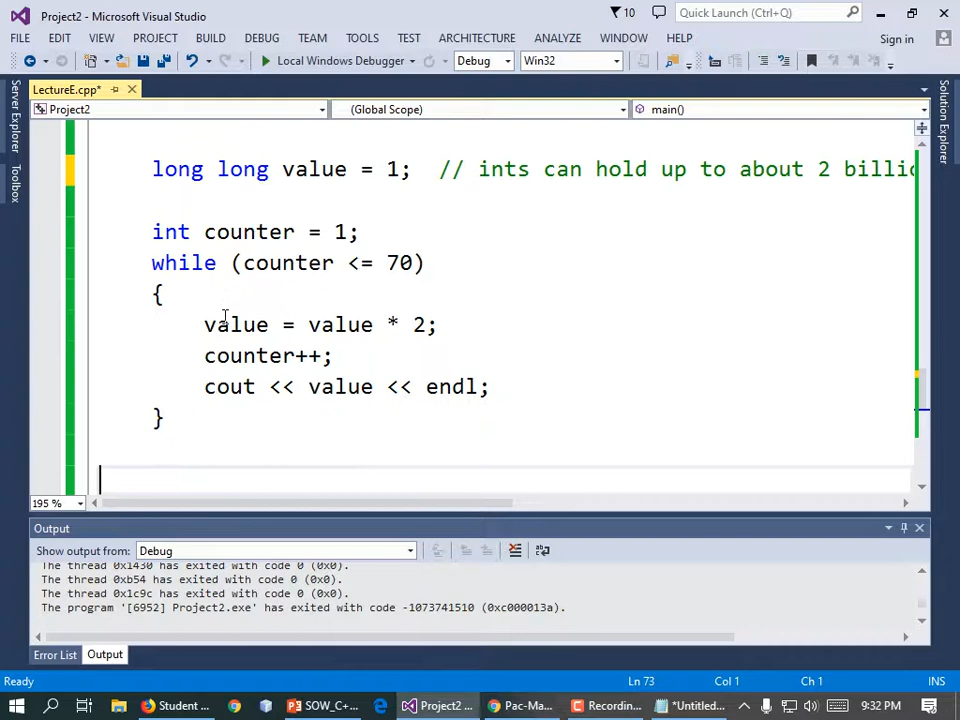 Project2 - Microsoft Visual Studio
10
Quick Launch (Ctrl+Q)
FILE EDIT VIEW PROJECT BUILD DEBUG TEAM TOOLS TEST ARCHITECTURE ANALYZE WINDOW HELP
Sign in
Local Windows Debugger Debug Win32
Server Explorer
Toolbox
Solution Explorer
LectureE.cpp*
Project2 (Global Scope) main()
long long value = 1; // ints can hold up to about 2 billio
int counter = 1;
while (counter <= 70)
{
value = value * 2;
counter++;
cout << value << endl;
}
195 %
Output
Show output from: Debug
The thread 0x1430 has exited with code 0 (0x0).
The thread 0xb54 has exited with code 0 (0x0).
The thread 0x1c9c has exited with code 0 (0x0).
The program '[6952] Project2.exe' has exited with code -1073741510 (0xc000013a).
Error List Output
Ready Ln 73 Col 1 Ch 1 INS
Student ... SOW_C+... Project2 ... Pac-Ma... Recordin... *Untitled... 9:32 PM